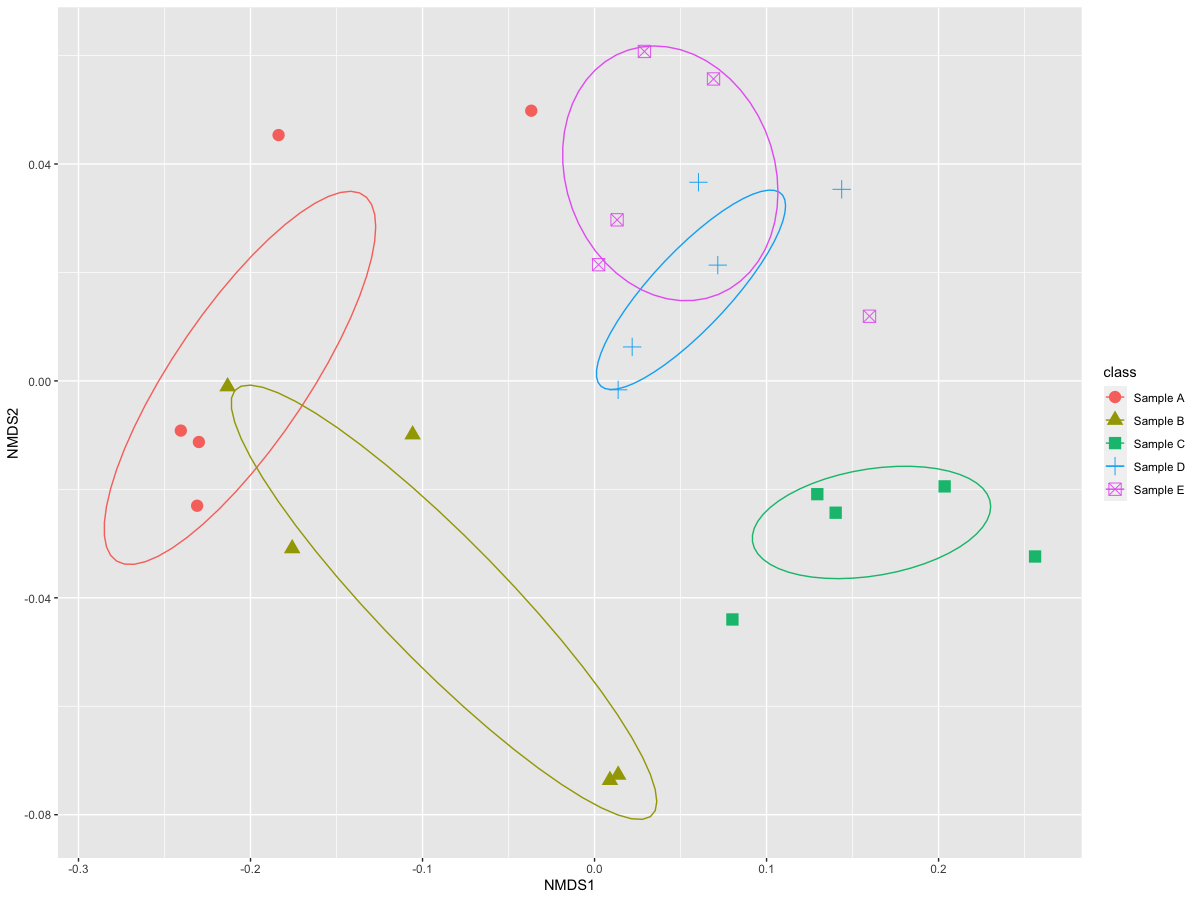 NMDS2
0.04
0.00
-0.04
-0.08
-0.3
-0.2
-0.1
0.0
0.1
0.2
NMDS1
class
Sample A
Sample B
Sample C
Sample D
Sample E